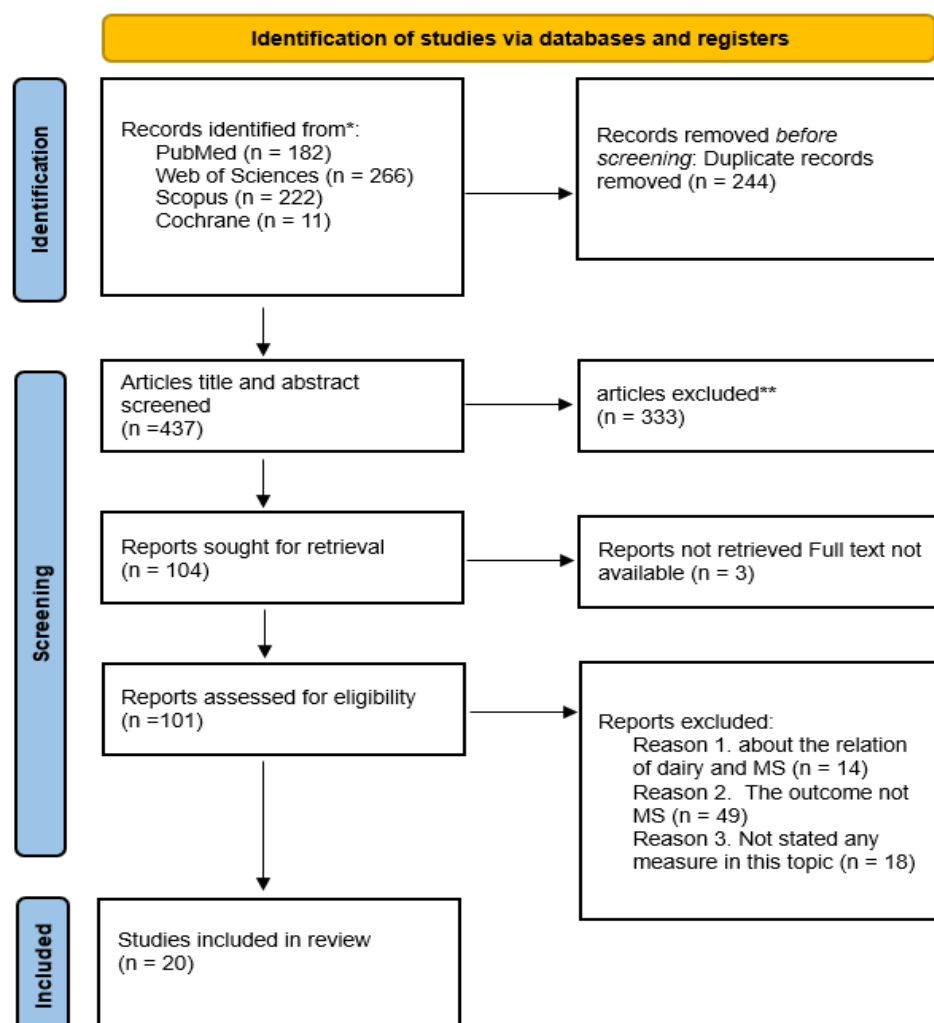 Identification of studies via databases and registers
Identification
Records identified from*:
PubMed (n = 182)
Web of Sciences (n = 266)
Scopus (n = 222)
Cochrane (n = 11)
Records removed before
screening: Duplicate records
removed (n = 244)
Screening
Articles title and abstract
screened
(n =437)
articles excluded**
(n = 333)
Reports sought for retrieval
(n = 104)
Reports not retrieved Full text not
available (n = 3)
Reports assessed for eligibility
(n =101)
Reports excluded:
Reason 1. about the relation
of dairy and MS (n = 14)
Reason 2.  The outcome not
MS (n = 49)
Reason 3. Not stated any
measure in this topic (n = 18)
Included
Studies included in review
(n = 20)